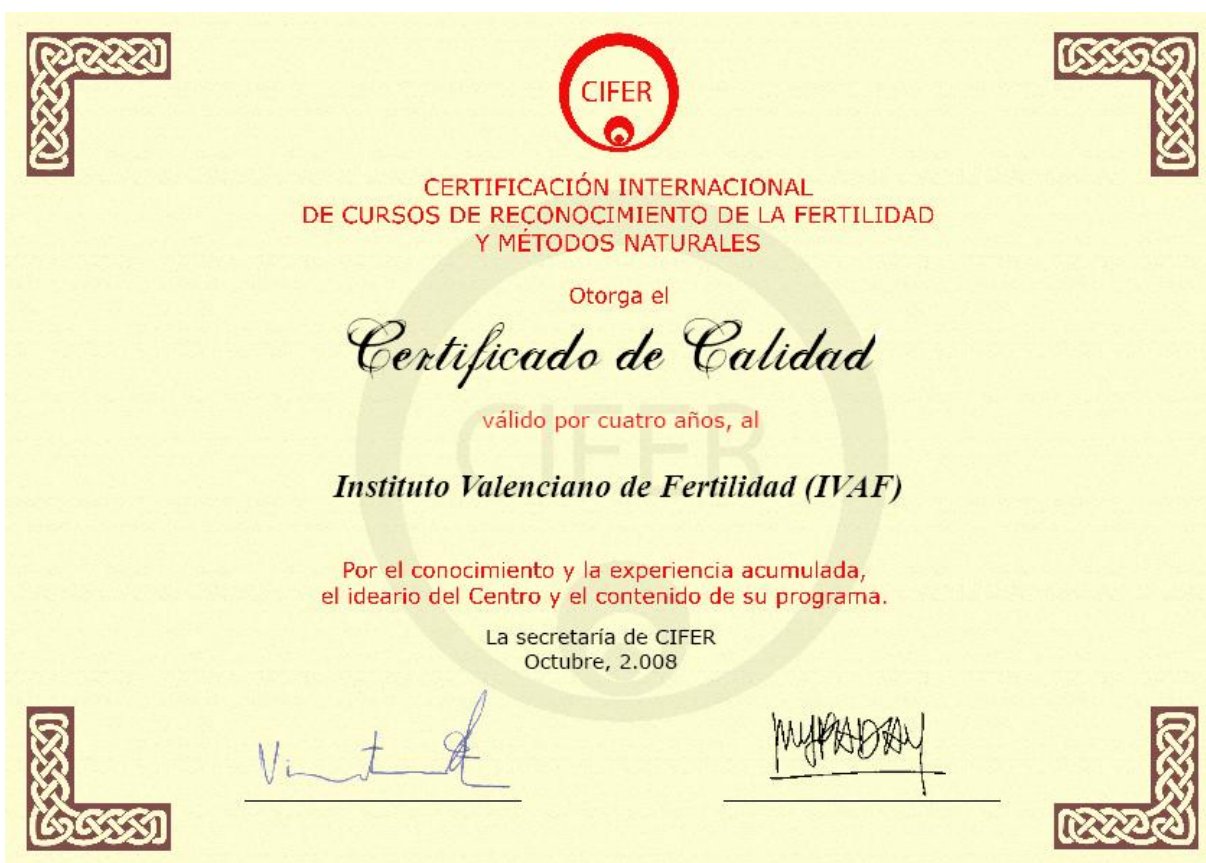 CIFER
CERTIFICACIÓN INTERNACIONAL
DE CURSOS DE RECONOCIMIENTO DE LA FERTILIDAD
Y MÉTODOS NATURALES
Otorga el
Certificado de Calidad
válido por cuatro años, al
CIFER
Instituto Valenciano de Fertilidad (IVAF)
Por el conocimiento y la experiencia acumulada,
el ideario del Centro y el contenido de su programa.
La secretaría de CIFER
Octubre, 2.008